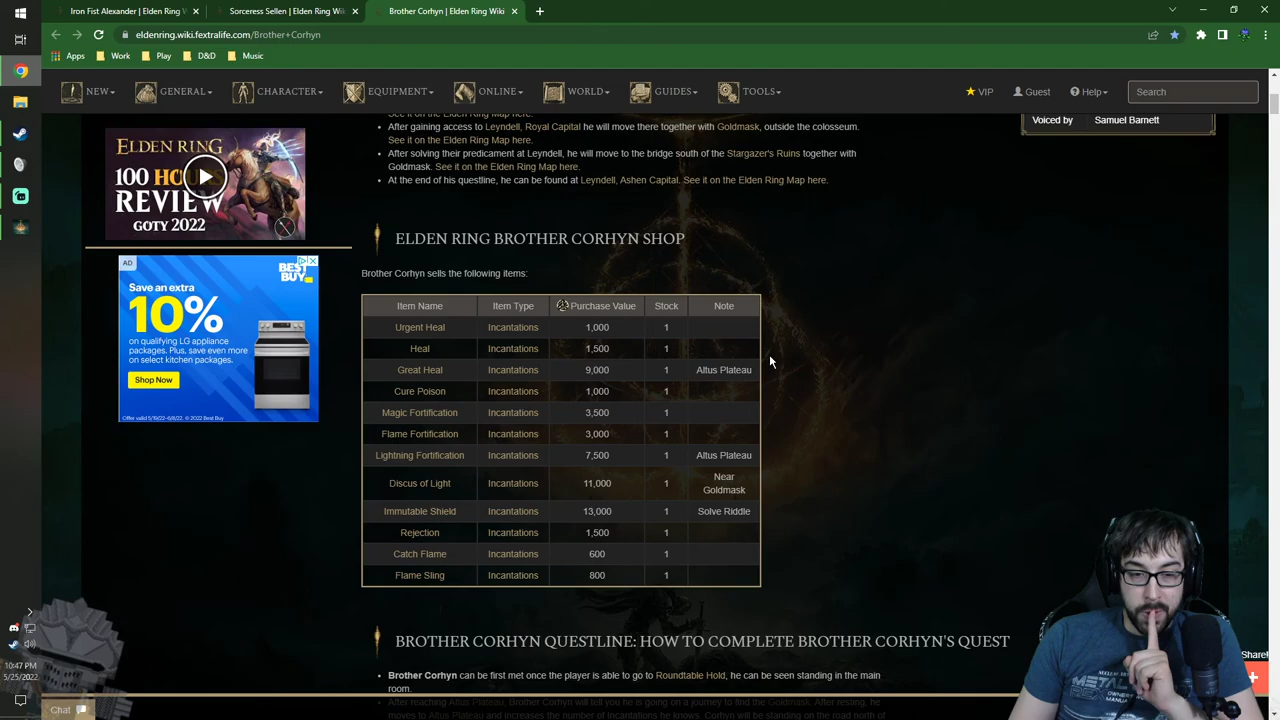 Iron Fist Alexander | Elden Ring W
Sorceress Sellen | Elden Ring Wiki
Brother Corhyn | Elden Ring Wiki
eldenring.wiki.fextralife.com/Brother+Corhyn
Apps Work Play D&D Music
NEW GENERAL CHARACTER EQUIPMENT ONLINE WORLD GUIDES TOOLS VIP Guest Help Search
See it on the Elden Ring Map here.
After gaining access to Leyndell, Royal Capital he will move there together with Goldmask, outside the colosseum.
See it on the Elden Ring Map here.
After solving their predicament at Leyndell, he will move to the bridge south of the Stargazer's Ruins together with
Goldmask. See it on the Elden Ring Map here.
At the end of his questline, he can be found at Leyndell, Ashen Capital. See it on the Elden Ring Map here.
Voiced by Samuel Barnett
ELDEN RING
100 HO
REVIEW
GOTY 2022
AD
BEST
BUY
Save an extra
10%
on qualifying LG appliance
packages. Plus, save even more
on select kitchen packages.
Shop Now
Offer valid 5/19/22-6/8/22. © 2022 Best Buy
ELDEN RING BROTHER CORHYN SHOP
Brother Corhyn sells the following items:
Item Name Item Type Purchase Value Stock Note
Urgent Heal Incantations 1,000 1
Heal Incantations 1,500 1
Great Heal Incantations 9,000 1 Altus Plateau
Cure Poison Incantations 1,000 1
Magic Fortification Incantations 3,500 1
Flame Fortification Incantations 3,000 1
Lightning Fortification Incantations 7,500 1 Altus Plateau
Discus of Light Incantations 11,000 1 Near
Goldmask
Immutable Shield Incantations 13,000 1 Solve Riddle
Rejection Incantations 1,500 1
Catch Flame Incantations 600 1
Flame Sling Incantations 800 1
BROTHER CORHYN QUESTLINE: HOW TO COMPLETE BROTHER CORHYN'S QUEST
Brother Corhyn can be first met once the player is able to go to Roundtable Hold, he can be seen standing in the main
room.
After reaching Altus Plateau, Brother Corhyn will tell you he is going on a journey to find the Goldmask. After resting, he
moves to Altus Plateau and increases the number of Incantations he knows. Corhyn will be standing on the road north of
Chat
Share
10:47 PM
5/25/2022
METAL